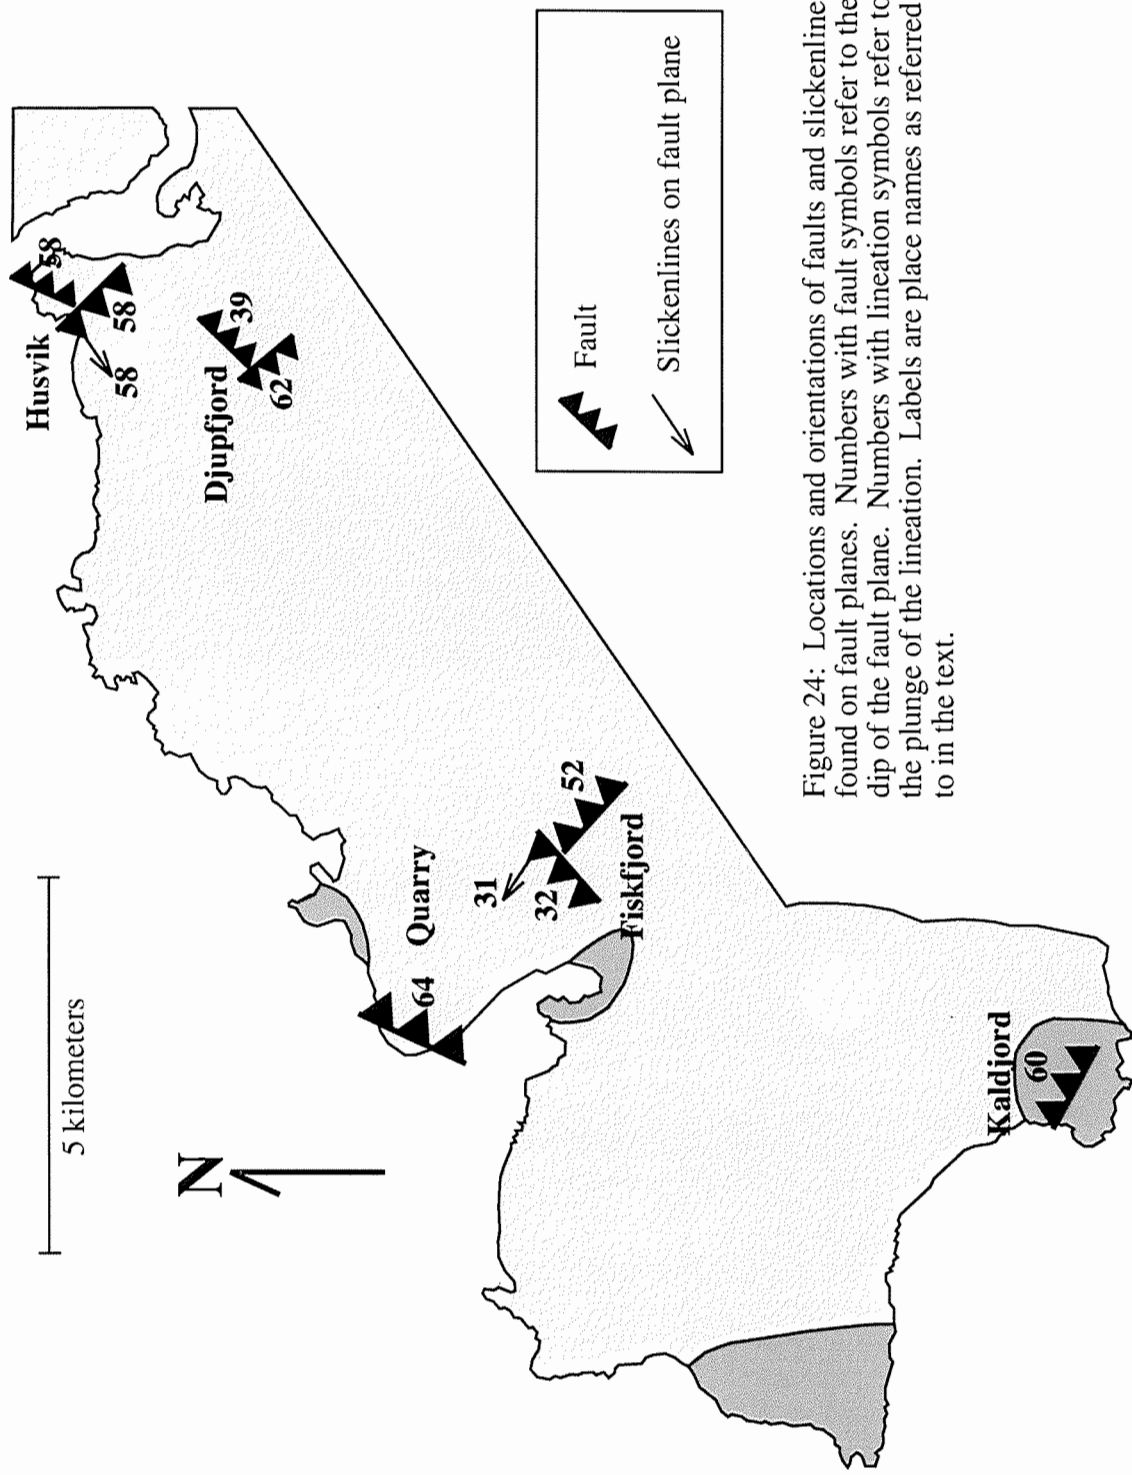 5 kilometers
N
Husvik
58
58
58
Djupfjord
39
62
Quarry
64
31
32
52
Fiskfjord
Kaldjord
60
Fault
Slickenlines on fault plane
Figure 24: Locations and orientations of faults and slickenline
found on fault planes. Numbers with fault symbols refer to the
dip of the fault plane. Numbers with lineation symbols refer to
the plunge of the lineation. Labels are place names as referred
to in the text.